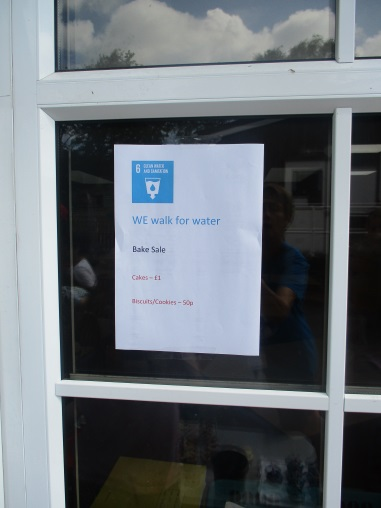 6 CLEAN WATER
AND SANITATION
WE walk for water
Bake Sale
Cakes – £1
Biscuits/Cookies – 50p